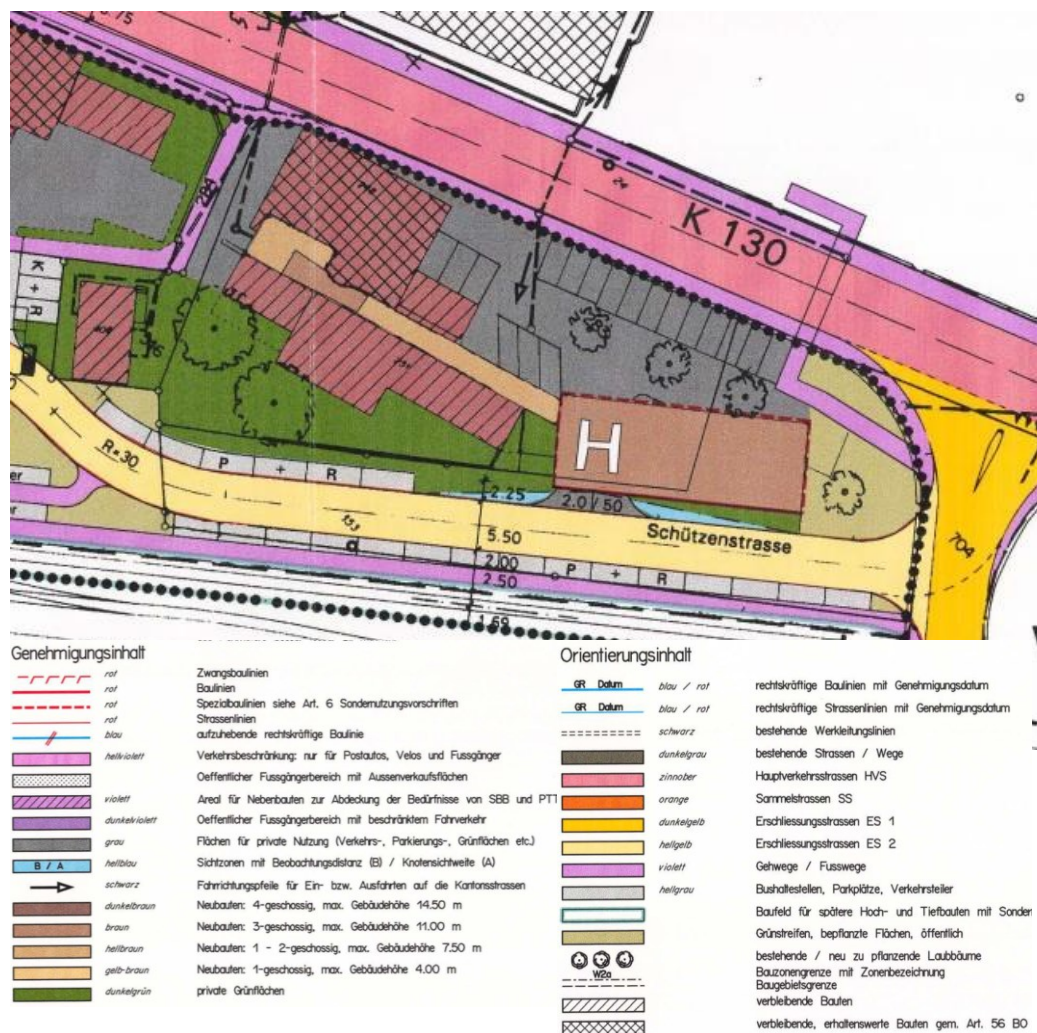 24
K 130
284
K + R
R = 30
P + R
H
2.25
2.0 / 50
5.50
Schützenstrasse
704
2.00
2.50
P + R
1.69
Genehmigungsinhalt
rot Zwangsbaulinien
rot Baulinien
rot Spezialbaulinien siehe Art. 6 Sondernutzungsvorschriften
rot Strassenlinien
blau aufzuhebende rechtskräftige Baulinie
hellviolett Verkehrsbeschränkung: nur für Postautos, Velos und Fussgänger
Oeffentlicher Fussgängerbereich mit Aussenverkaufsflächen
violett Areal für Nebenbauten zur Abdeckung der Bedürfnisse von SBB und PTT
dunkelviolett Oeffentlicher Fussgängerbereich mit beschränktem Fahrverkehr
grau Flächen für private Nutzung (Verkehrs-, Parkierungs-, Grünflächen etc.)
B / A hellblau Sichtzonen mit Beobachtungsdistanz (B) / Knotensichtweite (A)
schwarz Fahrrichtungspfeile für Ein- bzw. Ausfahrten auf die Kantonsstrassen
dunkelbraun Neubauten: 4-geschossig, max. Gebäudehöhe 14.50 m
braun Neubauten: 3-geschossig, max. Gebäudehöhe 11.00 m
hellbraun Neubauten: 1 - 2-geschossig, max. Gebäudehöhe 7.50 m
gelb-braun Neubauten: 1-geschossig, max. Gebäudehöhe 4.00 m
dunkelgrün private Grünflächen
Orientierungsinhalt
GR Datum blau / rot rechtskräftige Baulinien mit Genehmigungsdatum
GR Datum blau / rot rechtskräftige Strassenlinien mit Genehmigungsdatum
schwarz bestehende Werkleitungslinien
dunkelgrau bestehende Strassen / Wege
zinnober Hauptverkehrsstrassen HVS
orange Sammelstrassen SS
dunkelgelb Erschliessungsstrassen ES 1
hellgelb Erschliessungsstrassen ES 2
violett Gehwege / Fusswege
hellgrau Bushaltestellen, Parkplätze, Verkehrsteiler
Baufeld für spätere Hoch- und Tiefbauten mit Sonder
Grünstreifen, bepflanzte Flächen, öffentlich
bestehende / neu zu pflanzende Laubbäume
W2a Bauzonengrenze mit Zonenbezeichnung
Baugebietsgrenze
verbleibende Bauten
verbleibende, erhaltenswerte Bauten gem. Art. 56 BO